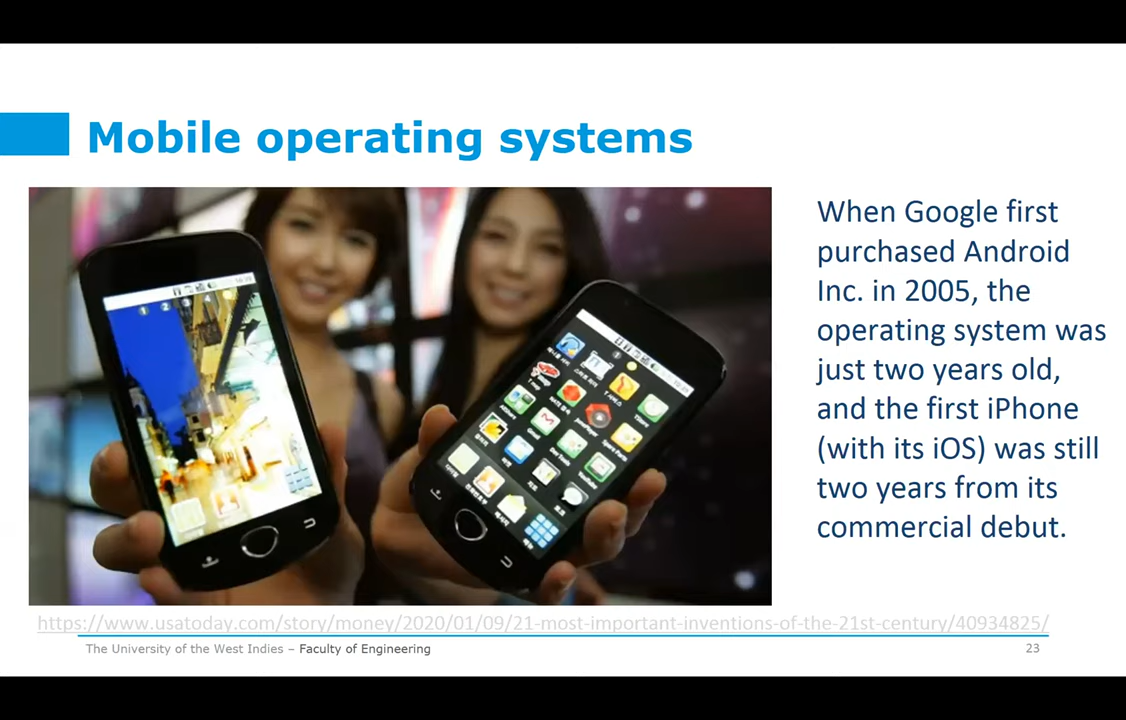 Mobile operating systems
When Google first
purchased Android
Inc. in 2005, the
operating system was
just two years old,
and the first iPhone
(with its iOS) was still
two years from its
commercial debut.
https://www.usatoday.com/story/money/2020/01/09/21-most-important-inventions-of-the-21st-century/40934825/
The University of the West Indies – Faculty of Engineering
23